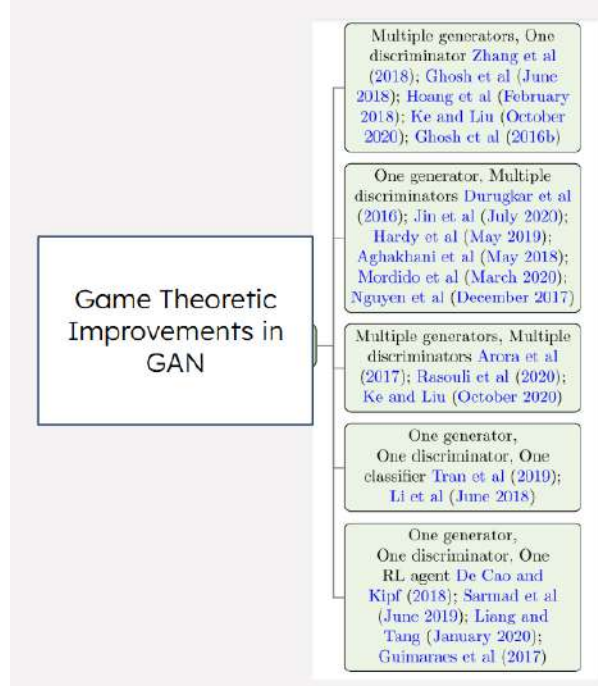 Game Theoretic
Improvements in
GAN
Multiple generators, One
discriminator Zhang et al
(2018); Ghosh et al (June
2018); Hoang et al (February
2018); Ke and Liu (October
2020); Ghosh et al (2016b)
One generator, Multiple
discriminators Durugkar et al
(2016); Jin et al (July 2020);
Hardy et al (May 2019);
Aghakhani et al (May 2018);
Mordido et al (March 2020);
Nguyen et al (December 2017)
Multiple generators, Multiple
discriminators Arora et al
(2017); Rasouli et al (2020);
Ke and Liu (October 2020)
One generator,
One discriminator, One
classifier Tran et al (2019);
Li et al (June 2018)
One generator,
One discriminator, One
RL agent De Cao and
Kipf (2018); Sarmad et al
(June 2019); Liang and
Tang (January 2020);
Guimaraes et al (2017)